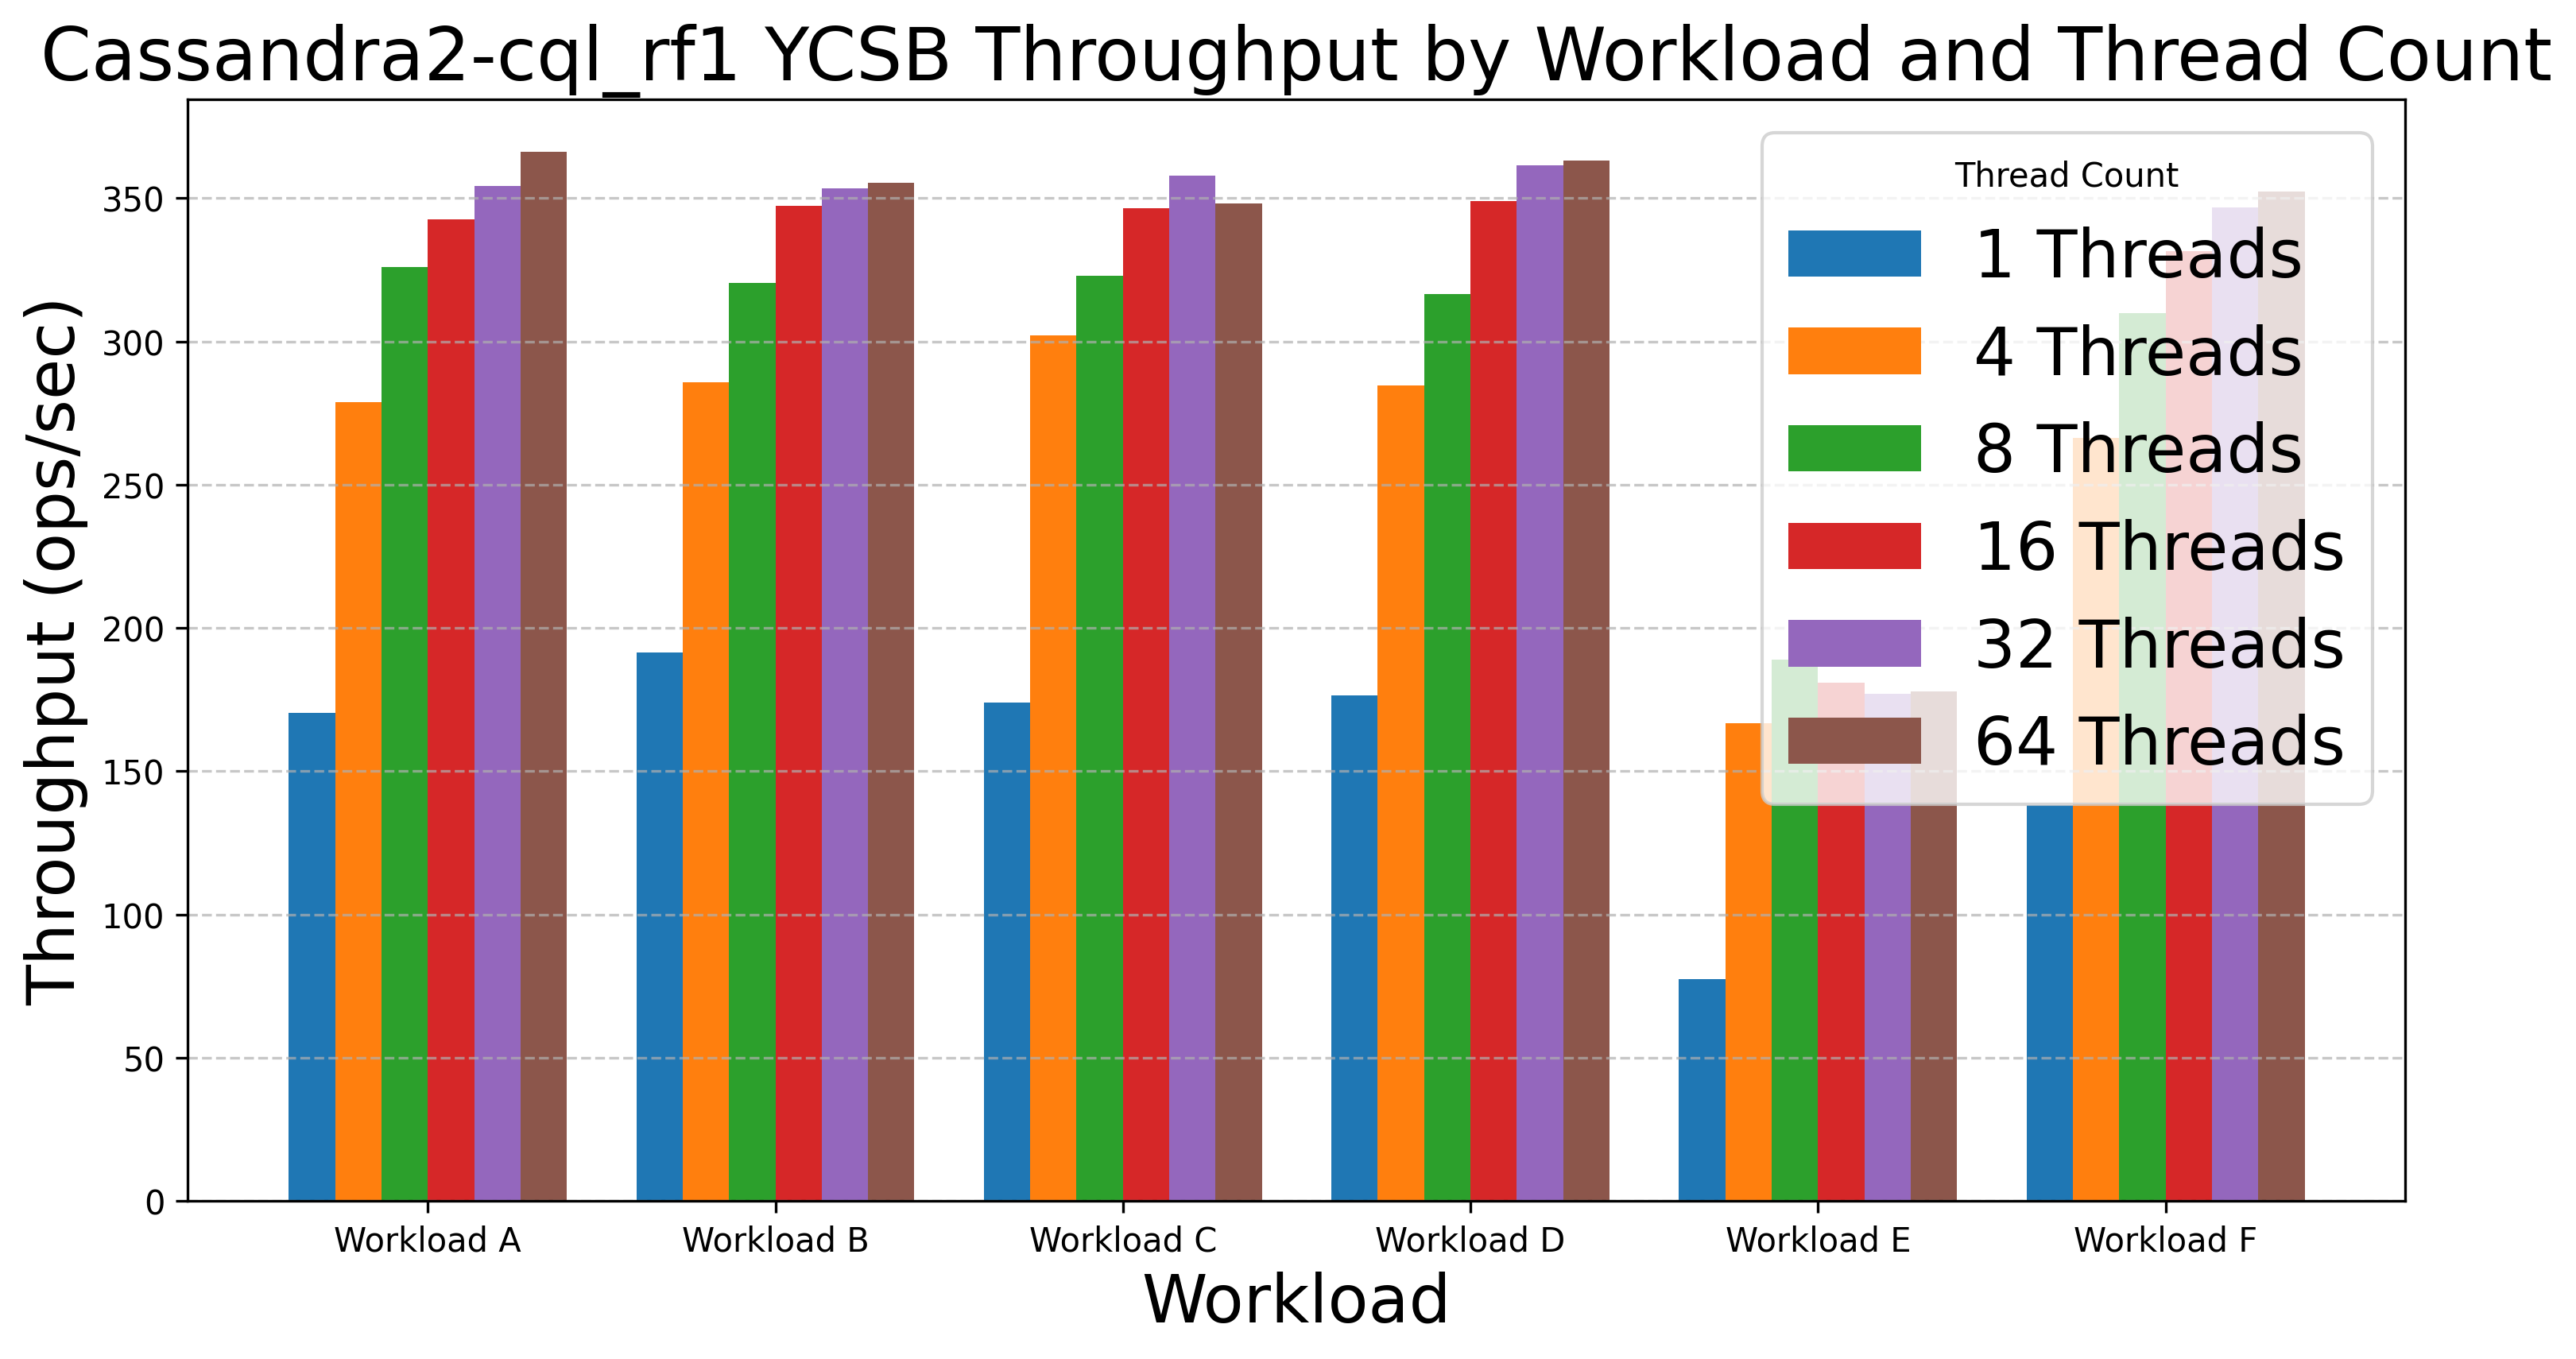 Cassandra2-cql_rf1 YCSB Throughput by Workload and Thread Count
Throughput (ops/sec)
350
300
250
200
150
100
50
0
Thread Count
1 Threads
4 Threads
8 Threads
16 Threads
32 Threads
64 Threads
Workload A
Workload B
Workload C
Workload D
Workload E
Workload F
Workload